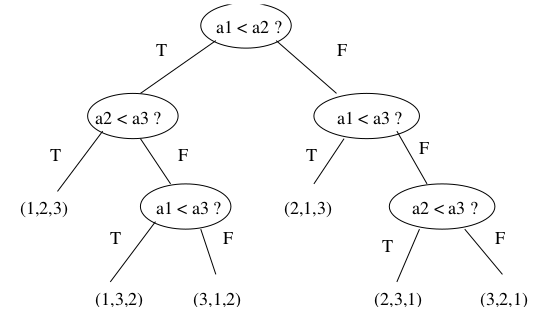 a1 < a2 ?
T F
a2 < a3 ? a1 < a3 ?
T F T F
(1,2,3) a1 < a3 ? (2,1,3) a2 < a3 ?
T F T F
(1,3,2) (3,1,2) (2,3,1) (3,2,1)